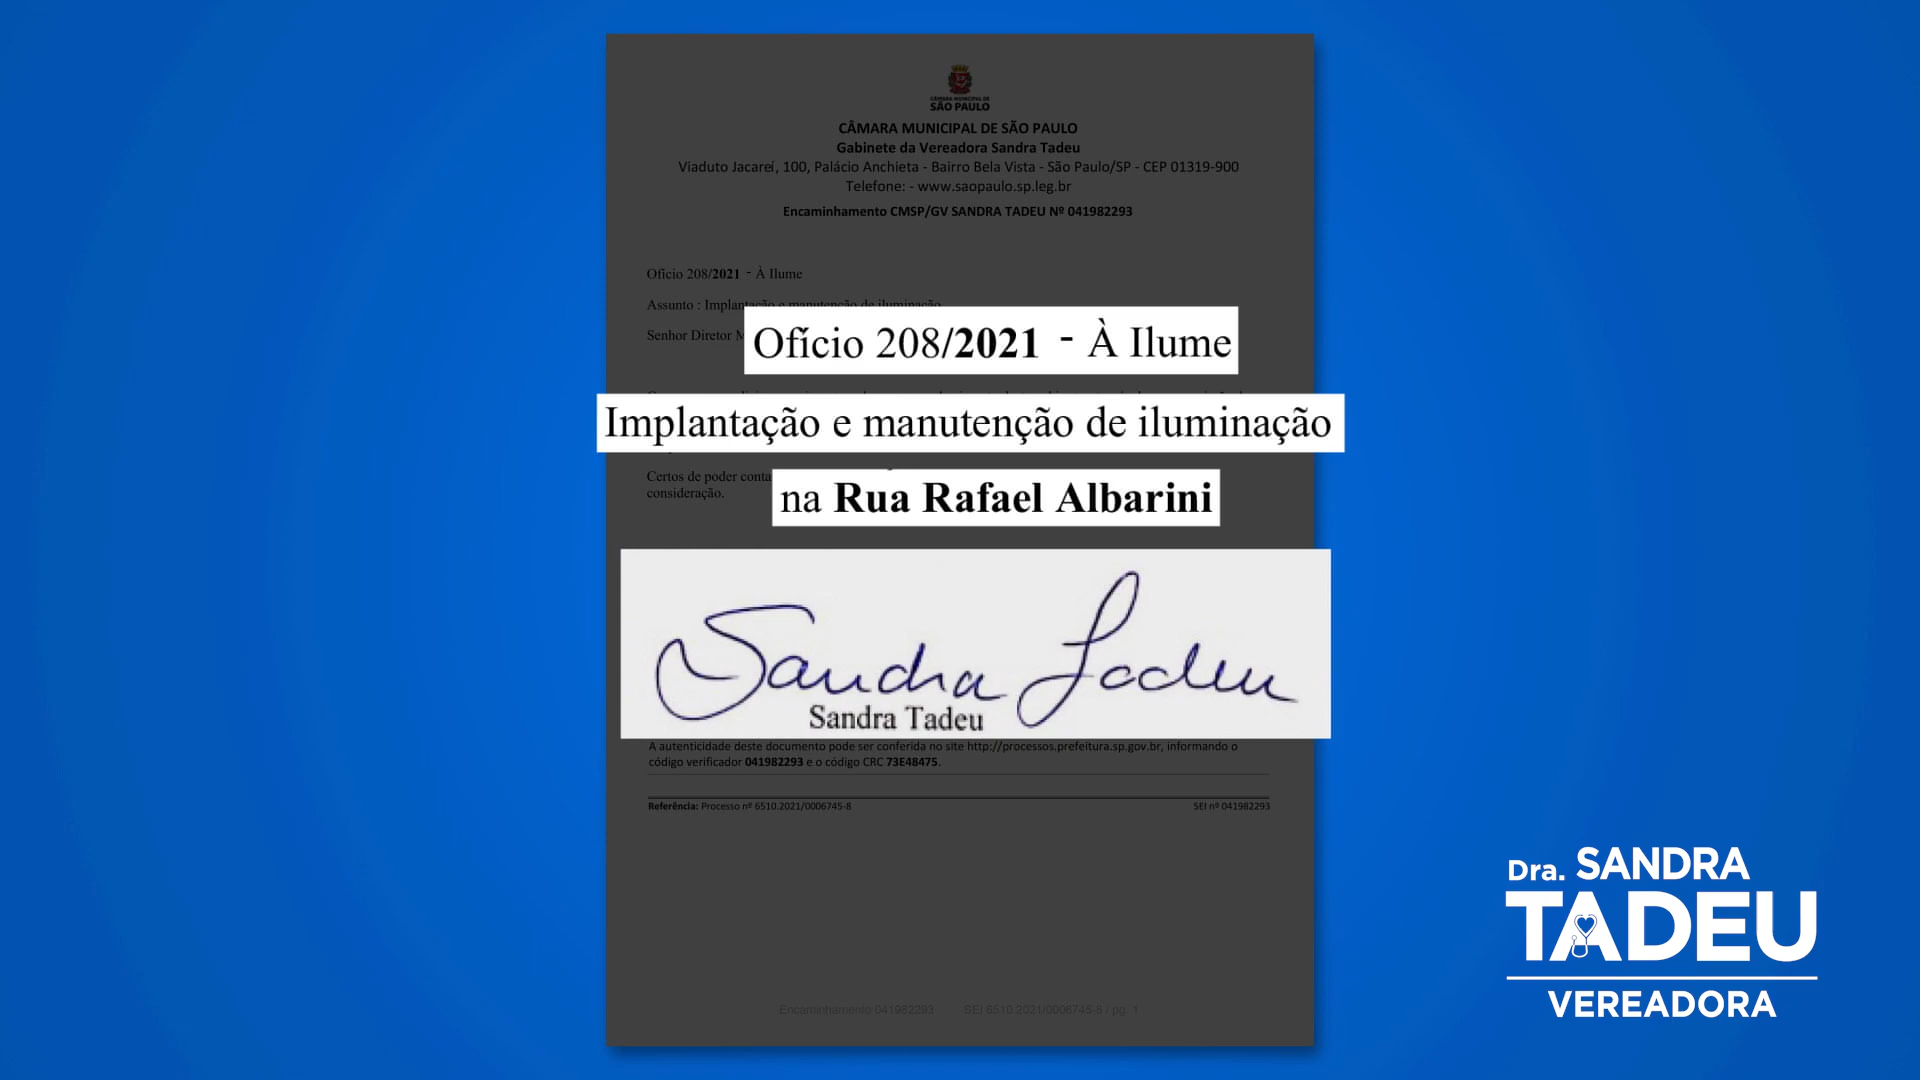 CÂMARA MUNICIPAL DE
SÃO PAULO
CÂMARA MUNICIPAL DE SÃO PAULO
Gabinete da Vereadora Sandra Tadeu
Viaduto Jacareí, 100, Palácio Anchieta - Bairro Bela Vista - São Paulo/SP - CEP 01319-900
Telefone: - www.saopaulo.sp.leg.br
Encaminhamento CMSP/GV SANDRA TADEU Nº 041982293
Ofício 208/2021 - À Ilume
Assunto : Implantação e manutenção de iluminação
Senhor Diretor
Ofício 208/2021 - À Ilume
Implantação e manutenção de iluminação
na Rua Rafael Albarini
Certos de poder conta
consideração.
Sandra Tadeu
Sandra Tadeu
A autenticidade deste documento pode ser conferida no site http://processos.prefeitura.sp.gov.br, informando o
código verificador 041982293 e o código CRC 73E48475.
Referência: Processo nº 6510.2021/0006745-8 SEI nº 041982293
Encaminhamento 041982293 SEI 6510.2021/0006745-8 / pg. 1
Dra. SANDRA
TADEU
VEREADORA